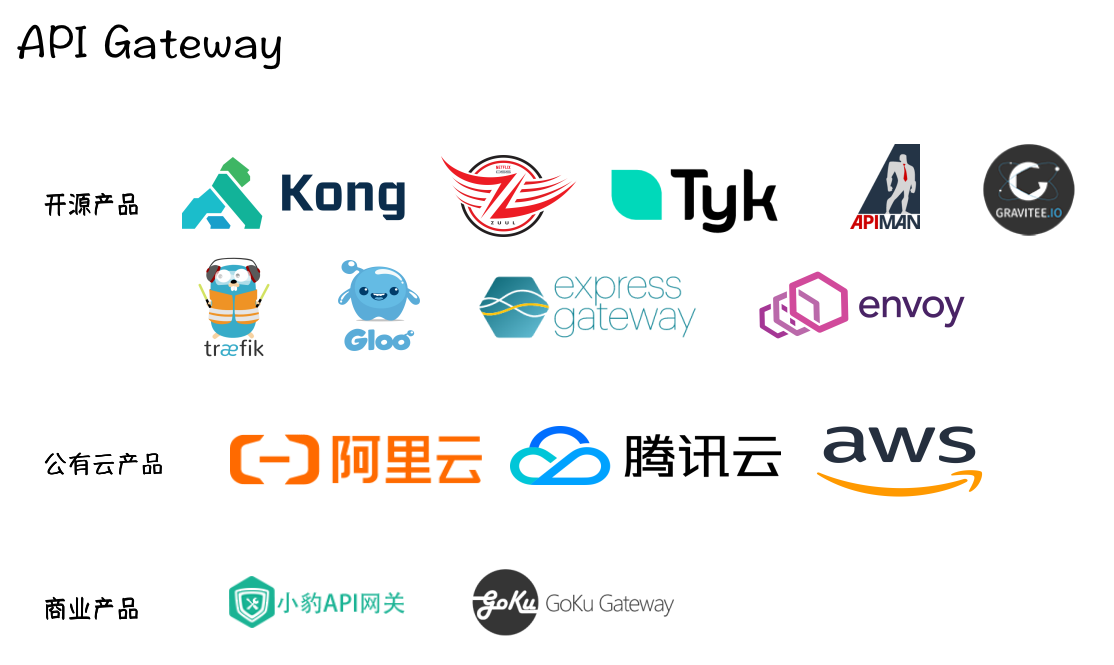 API Gateway
开源产品
Kong
NETFLIX
ZUUL
Tyk
APIMAN
GRAVITEE.IO
træfik
Gloo
express
gateway
envoy
公有云产品
阿里云
腾讯云
aws
商业产品
小豹API网关
GoKu
GoKu Gateway